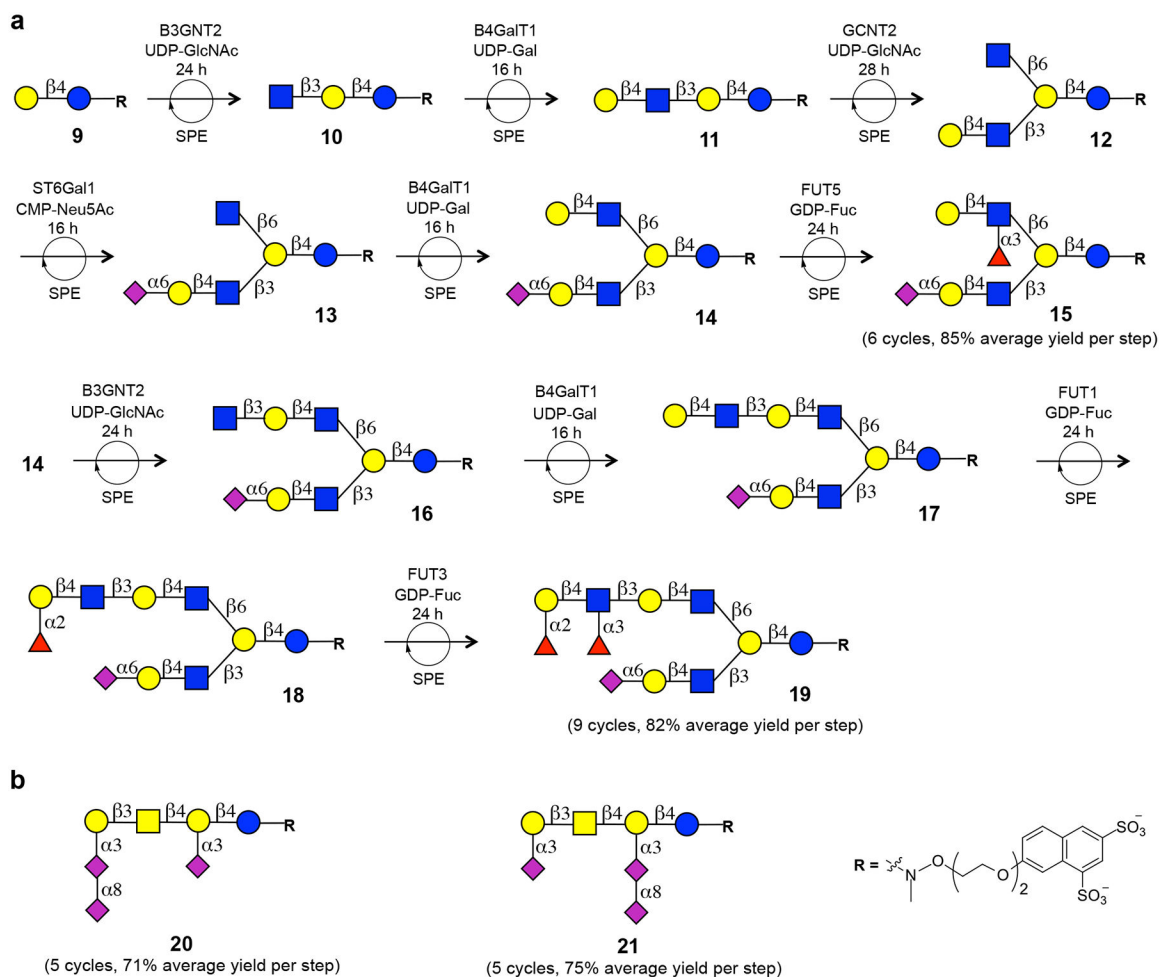 a
B3GNT2
UDP-GlcNAc
24 h
SPE
B4GalT1
UDP-Gal
16 h
SPE
GCNT2
UDP-GlcNAc
28 h
SPE
β4
R
9
β3 β4
R
10
β4 β3 β4
R
11
β6
β4
R
β4
β3
12
ST6Gal1
CMP-Neu5Ac
16 h
SPE
β6
β4
R
α6 β4
β3
13
B4GalT1
UDP-Gal
16 h
SPE
β4
β6
β4
R
α6 β4
β3
14
FUT5
GDP-Fuc
24 h
SPE
β4
α3
β6
β4
R
α6 β4
β3
15
(6 cycles, 85% average yield per step)
14
B3GNT2
UDP-GlcNAc
24 h
SPE
β3 β4
β6
β4
R
α6 β4
β3
16
B4GalT1
UDP-Gal
16 h
SPE
β4 β3 β4
β6
β4
R
α6 β4
β3
17
FUT1
GDP-Fuc
24 h
SPE
β4 β3 β4
α2
β6
β4
R
α6 β4
β3
18
FUT3
GDP-Fuc
24 h
SPE
β4 β3 β4
α2 α3
β6
β4
R
α6 β4
β3
19
(9 cycles, 82% average yield per step)
b
β3 β4 β4
R
α3 α3
α8
20
(5 cycles, 71% average yield per step)
β3 β4 β4
R
α3 α3
α8
21
(5 cycles, 75% average yield per step)
R =
N O O 2
SO3−
SO3−